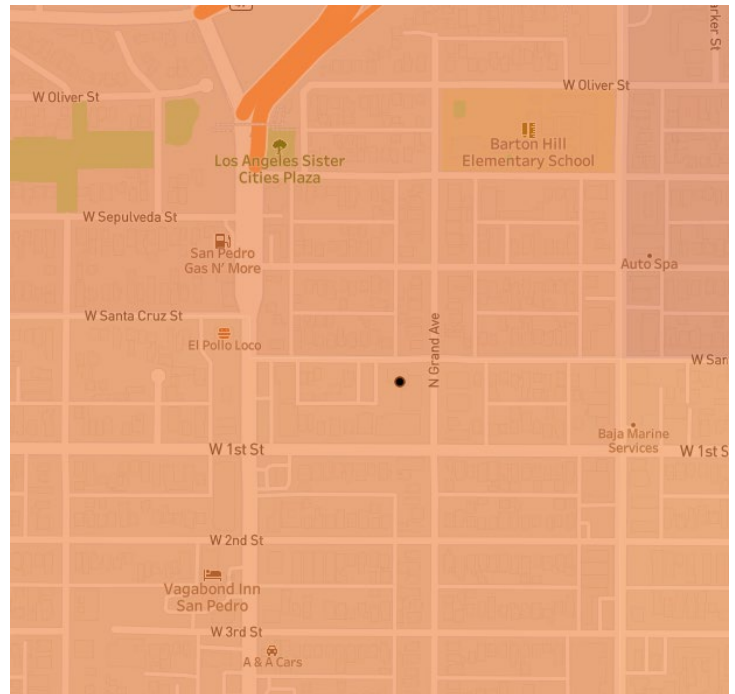 W Oliver St
W Oliver St
Barton Hill
Elementary School
Los Angeles Sister
Cities Plaza
W Sepulveda St
San Pedro
Gas N' More
Auto Spa
W Santa Cruz St
El Pollo Loco
N Grand Ave
W San
Baja Marine
Services
W 1st St
W 1st S
W 2nd St
Vagabond Inn
San Pedro
W 3rd St
A & A Cars